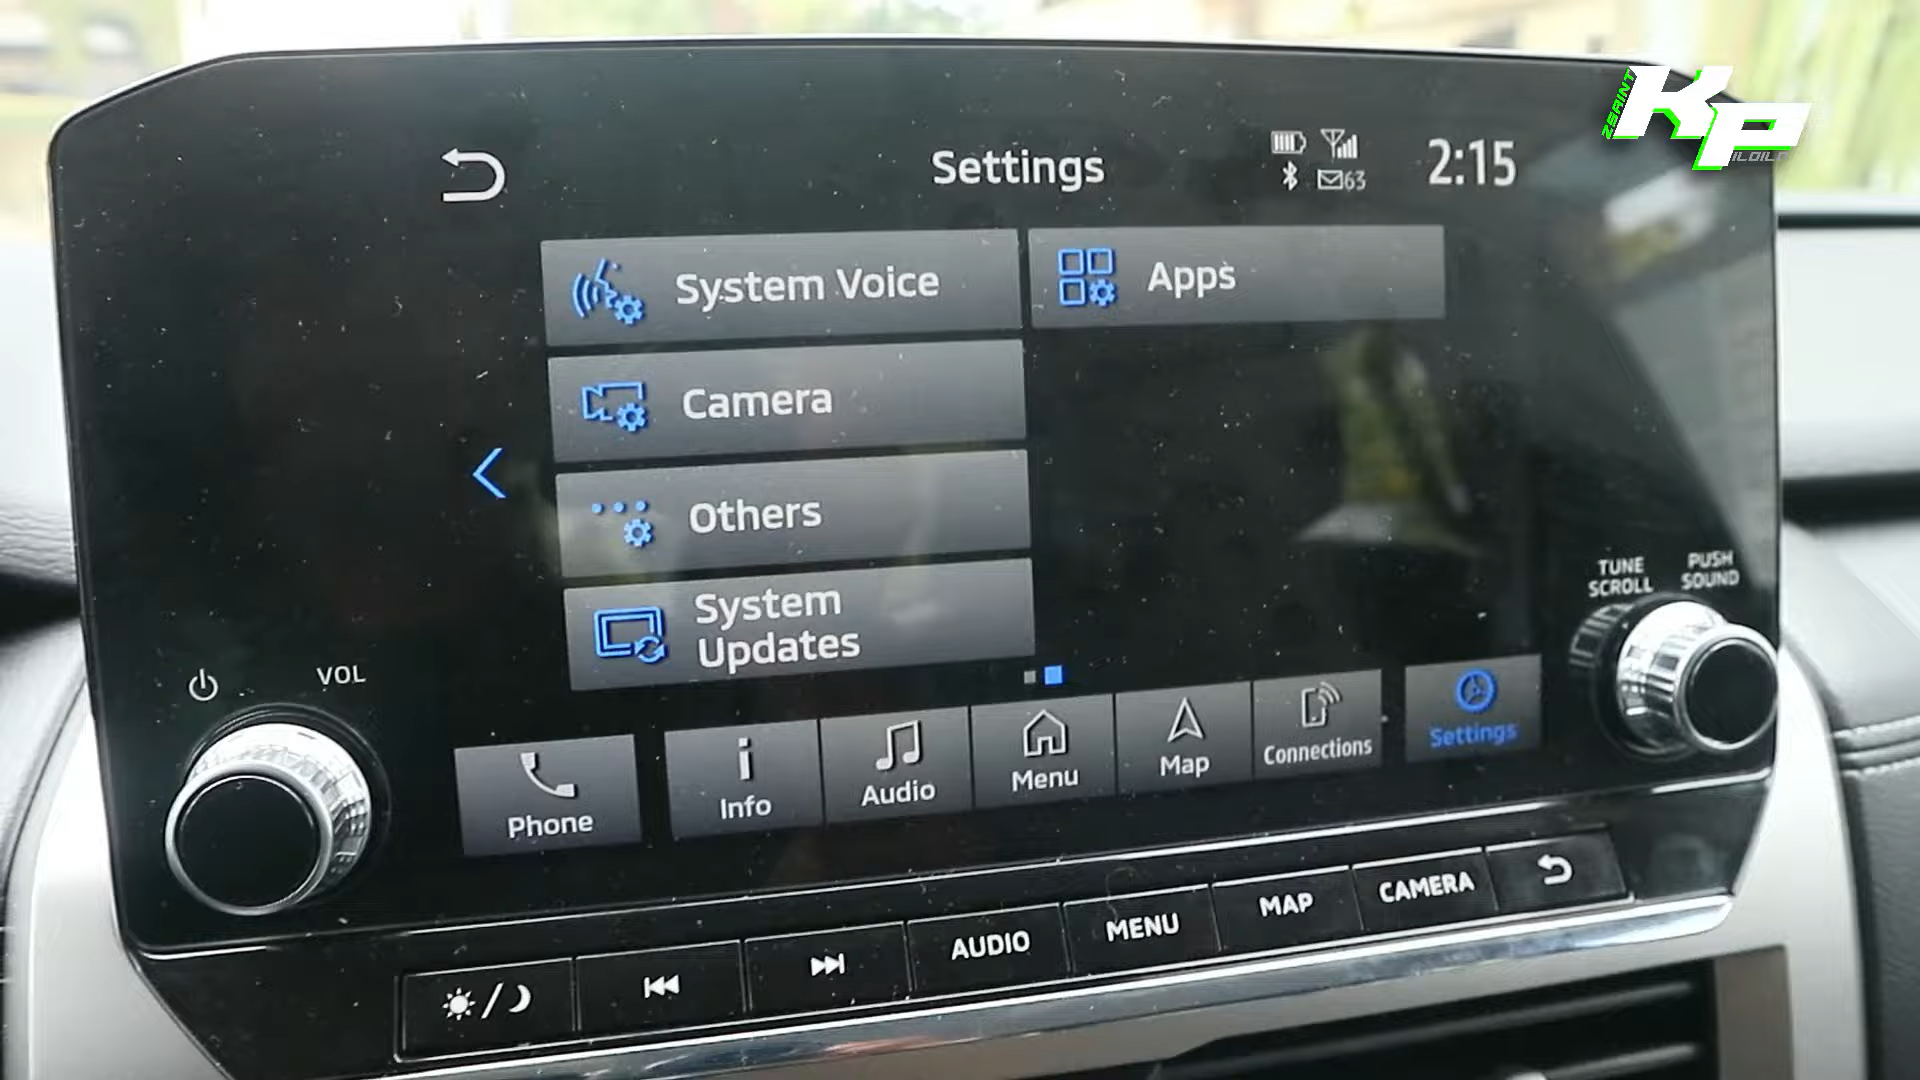 ZSAINT
KP
Settings
63
2:15
System Voice
Apps
Camera
Others
System
Updates
TUNE
SCROLL
PUSH
SOUND
VOL
Phone
Info
Audio
Menu
Map
Connections
Settings
AUDIO
MENU
MAP
CAMERA